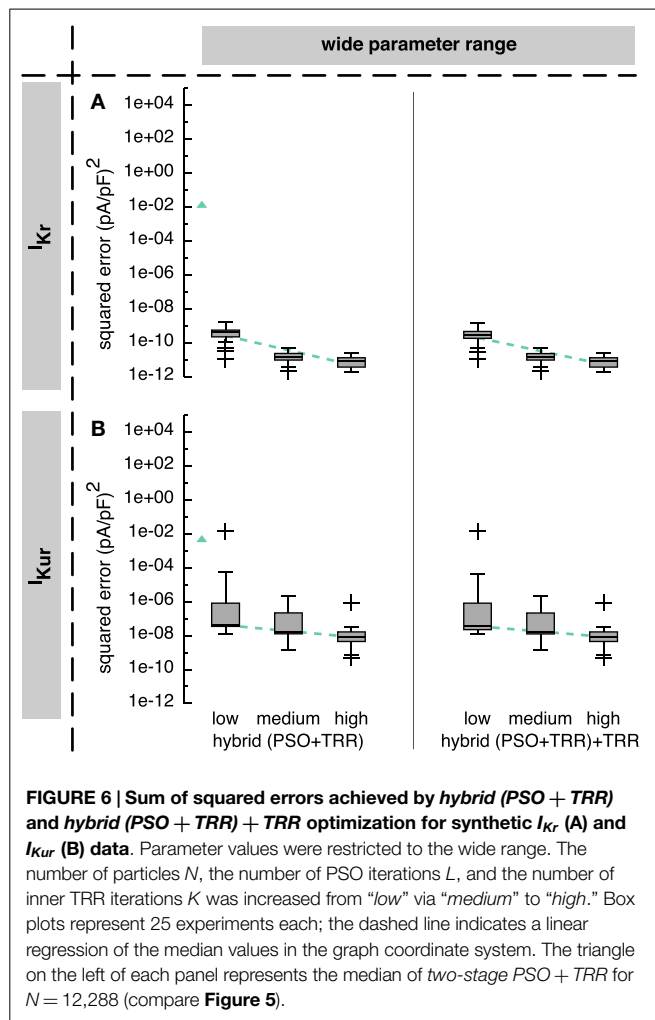 wide parameter range
A
I Kr
squared error (pA/pF)²
1e+04
1e+02
1e+00
1e-02
1e-04
1e-06
1e-08
1e-10
1e-12
B
I Kur
squared error (pA/pF)²
1e+04
1e+02
1e+00
1e-02
1e-04
1e-06
1e-08
1e-10
1e-12
low medium high
hybrid (PSO+TRR)
low medium high
hybrid (PSO+TRR)+TRR
FIGURE 6 | Sum of squared errors achieved by hybrid (PSO + TRR)
and hybrid (PSO + TRR) + TRR optimization for synthetic IKr (A) and
IKur (B) data. Parameter values were restricted to the wide range. The
number of particles N, the number of PSO iterations L, and the number of
inner TRR iterations K was increased from “low” via “medium” to “high.” Box
plots represent 25 experiments each; the dashed line indicates a linear
regression of the median values in the graph coordinate system. The triangle
on the left of each panel represents the median of two-stage PSO + TRR for
N = 12,288 (compare Figure 5).